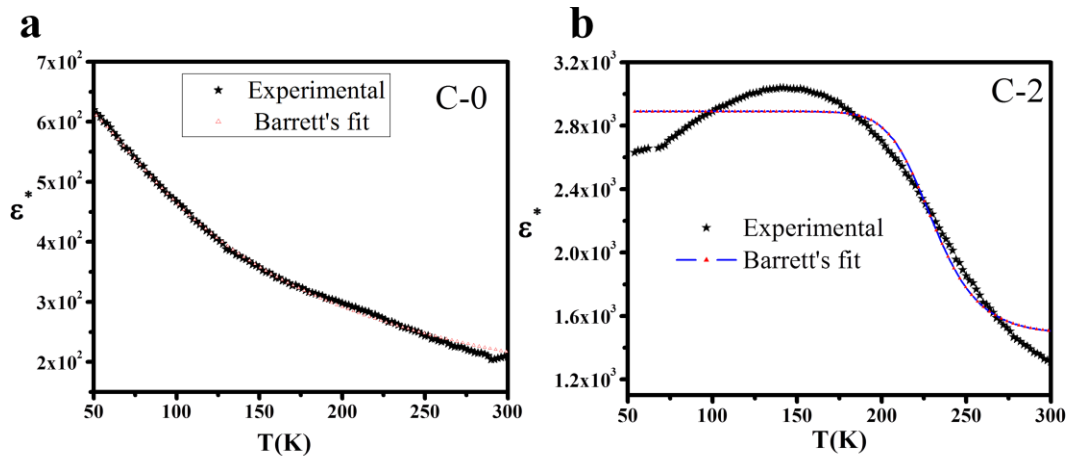 a
7x10²
6x10²
5x10²
4x10²
3x10²
2x10²
ε*
50
100
150
200
250
300
T(K)
Experimental
Barrett's fit
C-0
b
3.2x10³
2.8x10³
2.4x10³
2.0x10³
1.6x10³
1.2x10³
ε*
50
100
150
200
250
300
T(K)
C-2
Experimental
Barrett's fit